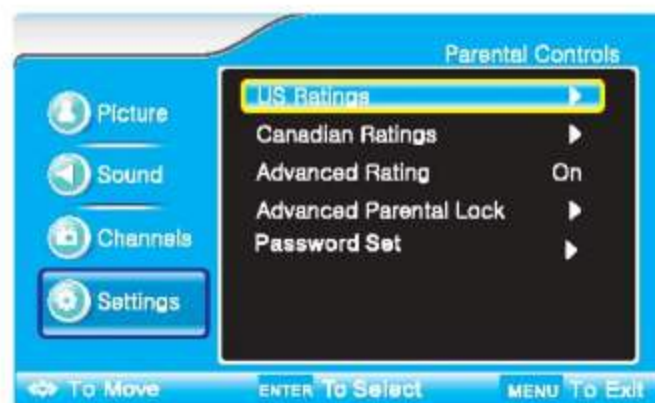 Parental Controls
Picture
Sound
Channels
Settings
US Ratings
Canadian Ratings
Advanced Rating On
Advanced Parental Lock
Password Set
To Move ENTER To Select MENU To Exit